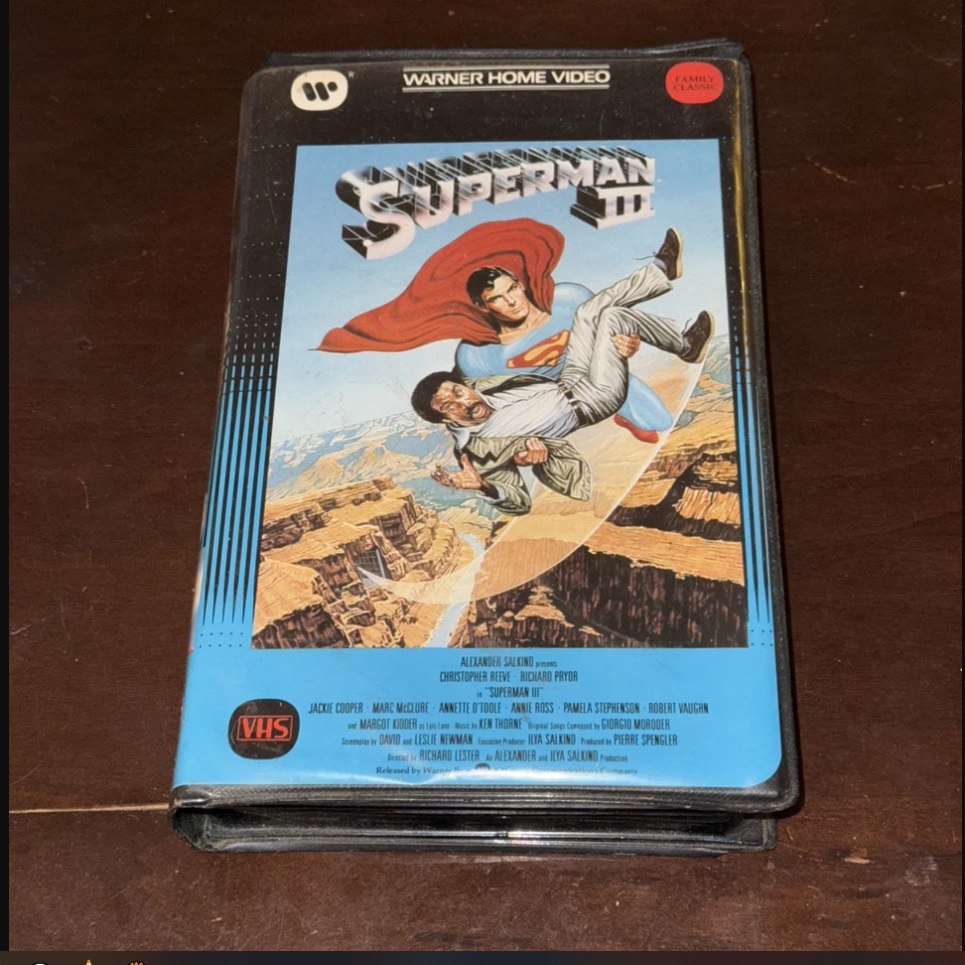 WARNER HOME VIDEO
FAMILY
CLASSIC
SUPERMAN
III
ALEXANDER SALKIND presents
CHRISTOPHER REEVE · RICHARD PRYOR
in "SUPERMAN III"
JACKIE COOPER · MARC McCLURE · ANNETTE O'TOOLE · ANNIE ROSS · PAMELA STEPHENSON · ROBERT VAUGHN
and MARGOT KIDDER as Lois Lane Music by KEN THORNE Original Songs Composed by GIORGIO MORODER
Screenplay by DAVID and LESLIE NEWMAN Executive Producer ILYA SALKIND Produced by PIERRE SPENGLER
Directed by RICHARD LESTER An ALEXANDER and ILYA SALKIND Production
Released by Warner Communications Company
VHS